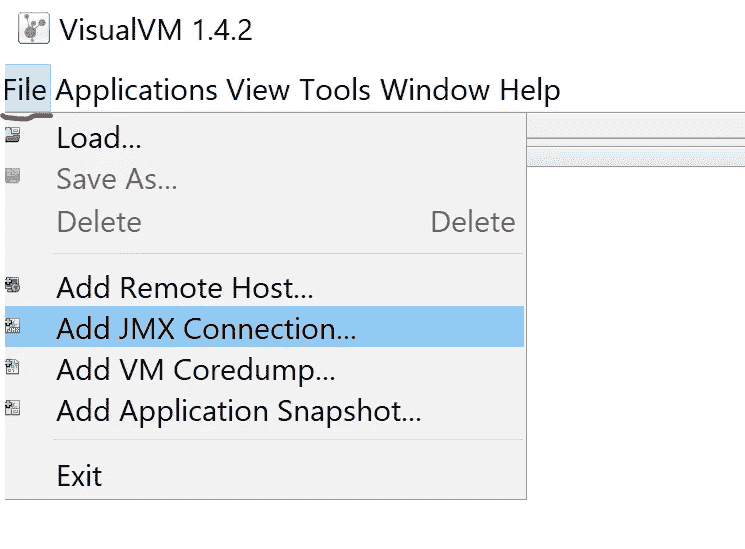 VisualVM 1.4.2
File Applications View Tools Window Help
Load...
Save As...
Delete Delete
Add Remote Host...
Add JMX Connection...
Add VM Coredump...
Add Application Snapshot...
Exit